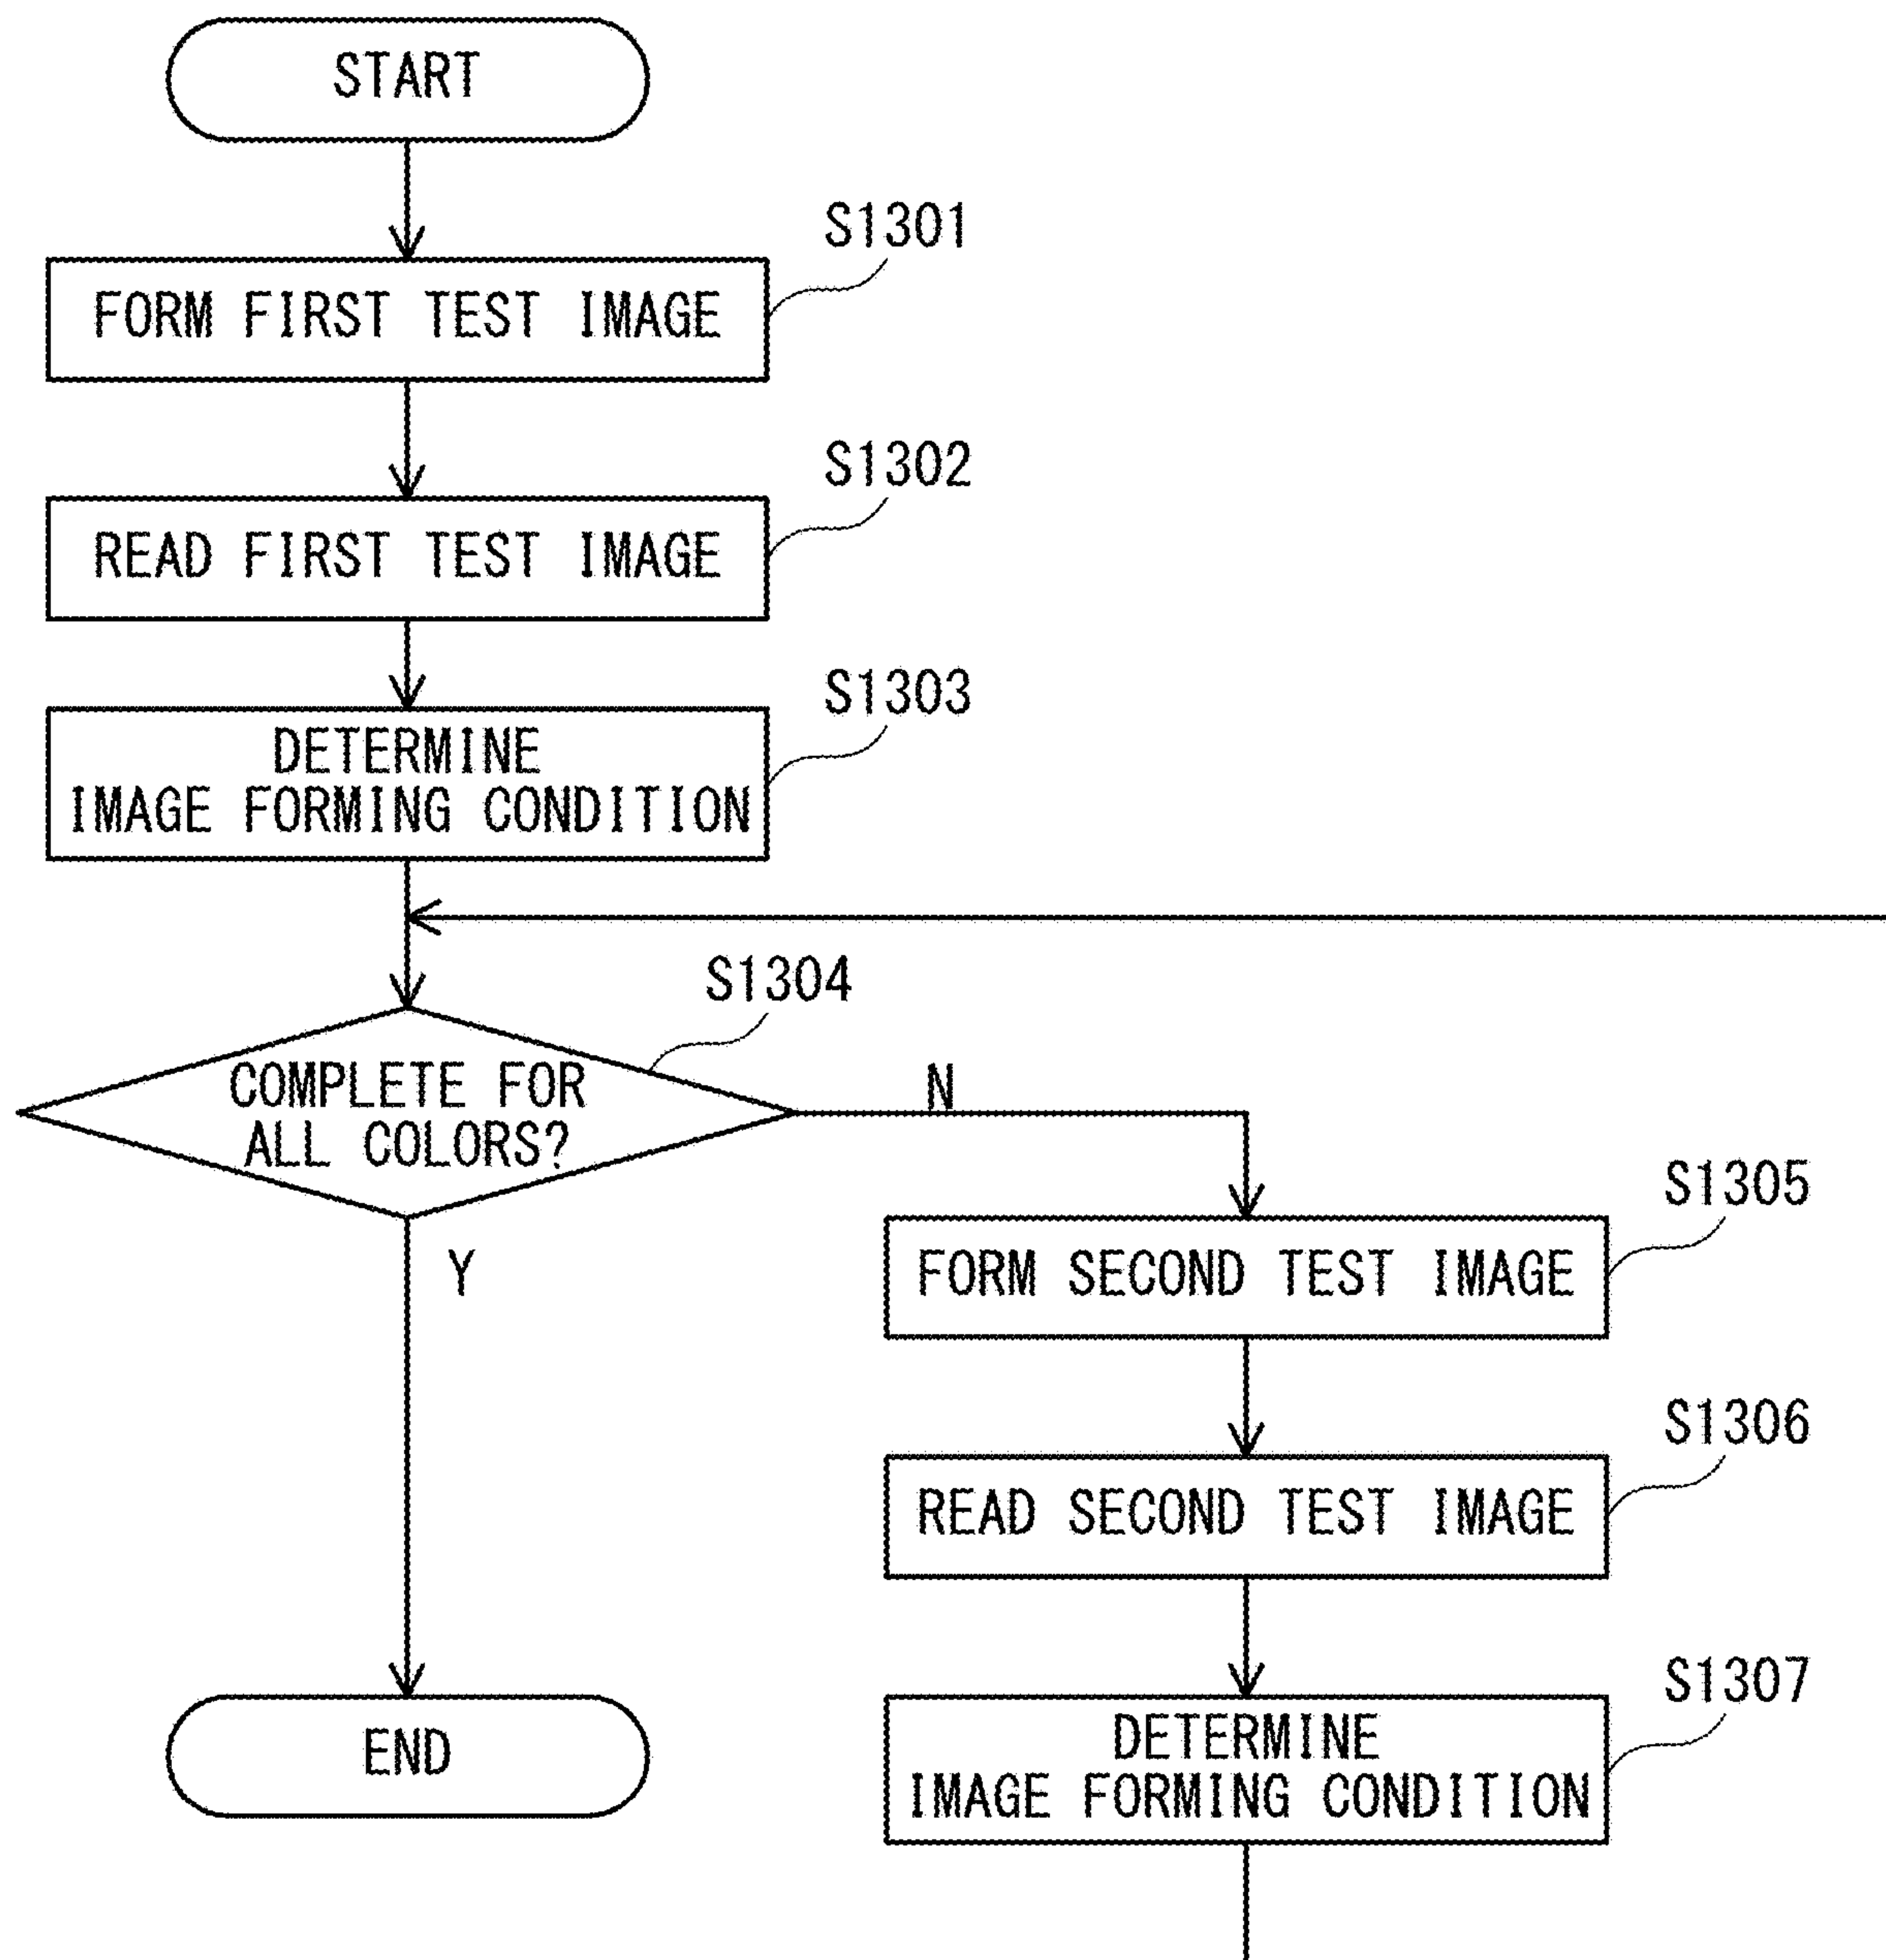 START
S1301
FORM FIRST TEST IMAGE
S1302
READ FIRST TEST IMAGE
S1303
DETERMINE
IMAGE FORMING CONDITION
S1304
COMPLETE FOR
ALL COLORS?
N
Y
S1305
FORM SECOND TEST IMAGE
S1306
READ SECOND TEST IMAGE
S1307
DETERMINE
IMAGE FORMING CONDITION
END